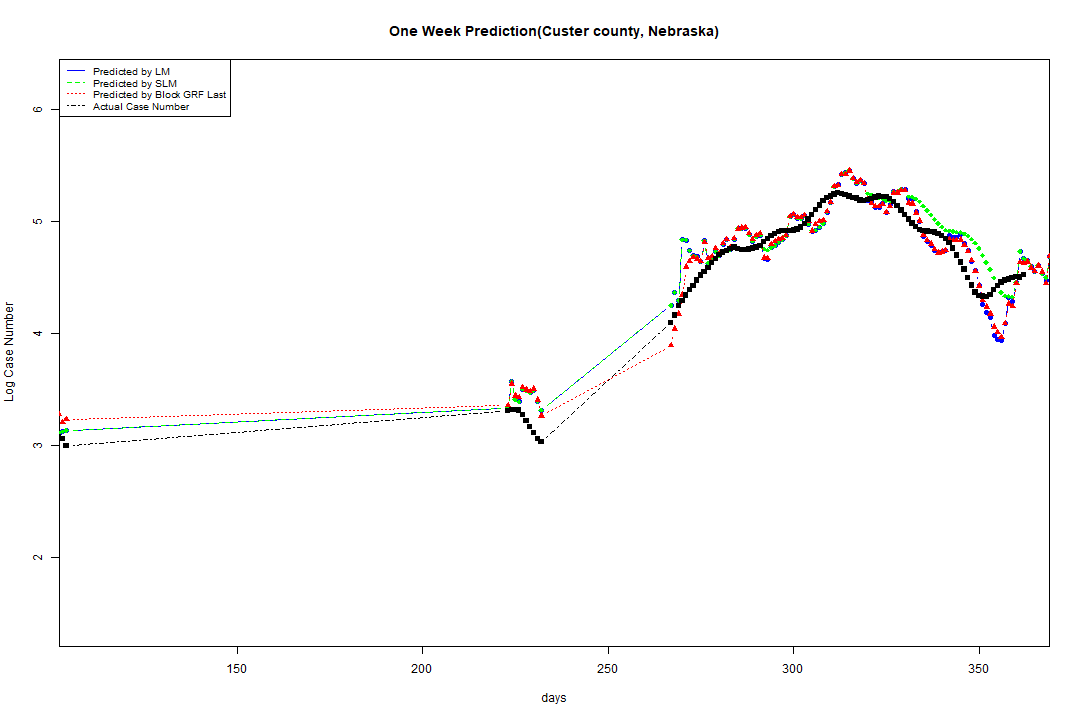 One Week Prediction(Custer county, Nebraska)
Predicted by LM
Predicted by SLM
Predicted by Block GRF Last
Actual Case Number
6
5
4
3
2
Log Case Number
150 200 250 300 350
days